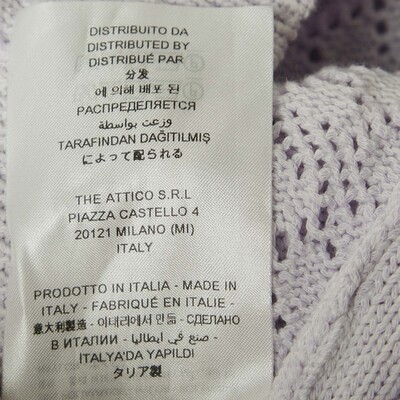 DISTRIBUITO DA
DISTRIBUTED BY
DISTRIBUÉ PAR
分发
에 의해 배포 된
РАСПРЕДЕЛЯЕТСЯ
وزعت بواسطة
TARAFINDAN DAĞITILMIŞ
によって配られる
THE ATTICO S.R.L
PIAZZA CASTELLO 4
20121 MILANO (MI)
ITALY
PRODOTTO IN ITALIA - MADE IN
ITALY - FABRIQUÉ EN ITALIE -
意大利製造 - 이태리에서 만듦 - СДЕЛАНО
В ИТАЛИИ - صنع في ايطاليا -
İTALYA'DA YAPILDI
タリア製